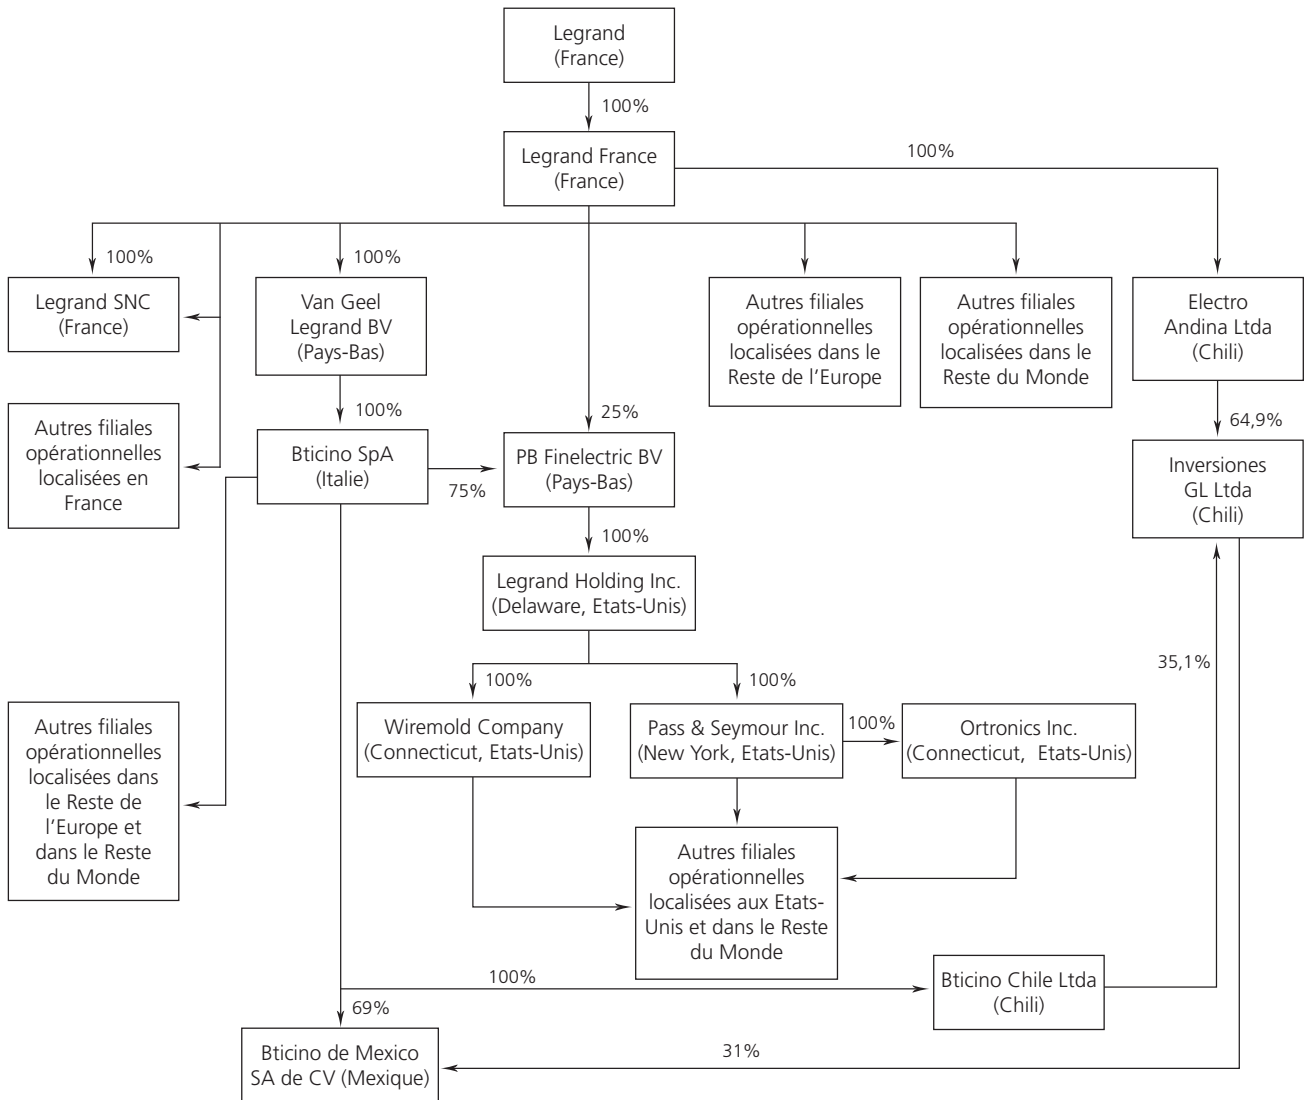 Legrand
(France)
100%
Legrand France
(France)
100%
100%
100%
Legrand SNC
(France)
Van Geel
Legrand BV
(Pays-Bas)
Autres filiales
opérationnelles
localisées dans le
Reste de l'Europe
Autres filiales
opérationnelles
localisées dans le
Reste du Monde
Electro
Andina Ltda
(Chili)
100%
25%
64,9%
Autres filiales
opérationnelles
localisées en
France
Bticino SpA
(Italie)
75%
PB Finelectric BV
(Pays-Bas)
Inversiones
GL Ltda
(Chili)
100%
Legrand Holding Inc.
(Delaware, Etats-Unis)
35,1%
100%
100%
Autres filiales
opérationnelles
localisées dans
le Reste de
l'Europe et
dans le Reste
du Monde
Wiremold Company
(Connecticut, Etats-Unis)
Pass & Seymour Inc.
(New York, Etats-Unis)
100%
Ortronics Inc.
(Connecticut, Etats-Unis)
Autres filiales
opérationnelles
localisées aux Etats-
Unis et dans le Reste
du Monde
100%
Bticino Chile Ltda
(Chili)
69%
Bticino de Mexico
SA de CV (Mexique)
31%